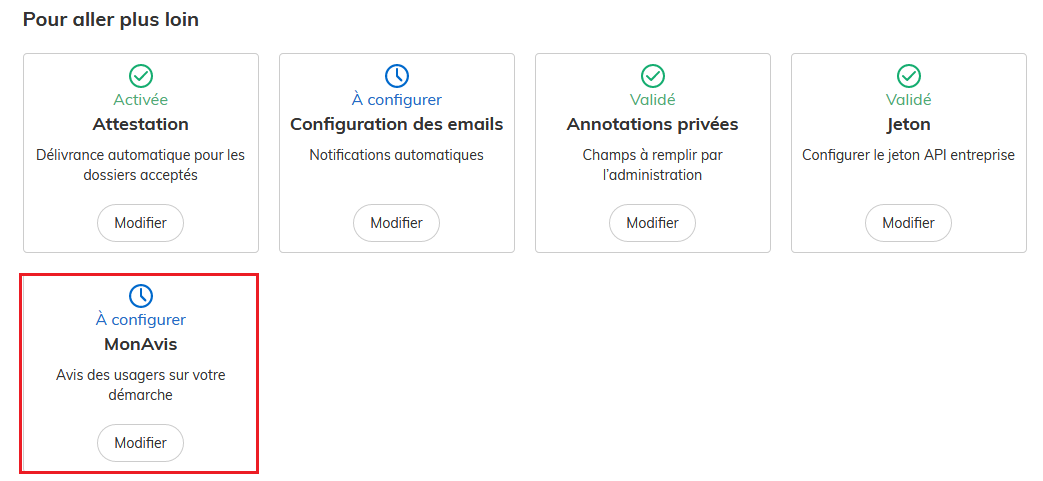 Pour aller plus loin
Activée
Attestation
Délivrance automatique pour les
dossiers acceptés
Modifier
À configurer
Configuration des emails
Notifications automatiques
Modifier
Validé
Annotations privées
Champs à remplir par
l’administration
Modifier
Validé
Jeton
Configurer le jeton API entreprise
Modifier
À configurer
MonAvis
Avis des usagers sur votre
démarche
Modifier